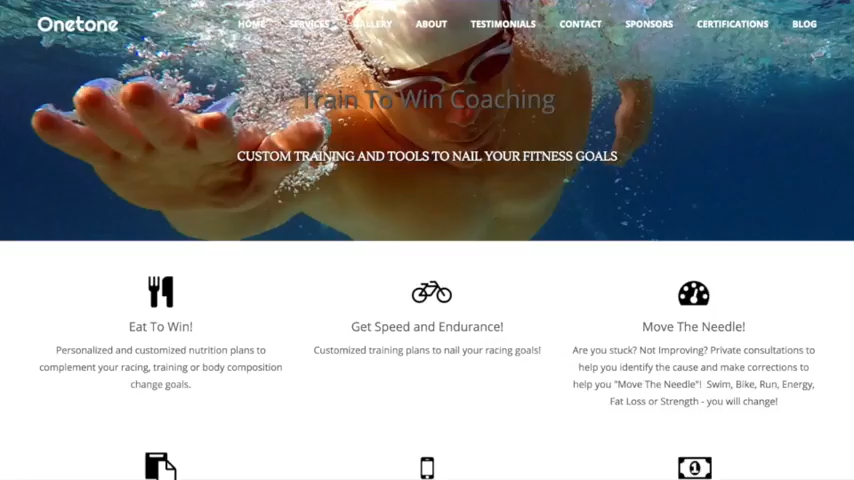 Onetone
HOME SERVICES GALLERY ABOUT TESTIMONIALS CONTACT SPONSORS CERTIFICATIONS BLOG
Train To Win Coaching
CUSTOM TRAINING AND TOOLS TO NAIL YOUR FITNESS GOALS
Eat To Win!
Personalized and customized nutrition plans to
complement your racing, training or body composition
change goals.
Get Speed and Endurance!
Customized training plans to nail your racing goals!
Move The Needle!
Are you stuck? Not Improving? Private consultations to
help you identify the cause and make corrections to
help you "Move The Needle"! Swim, Bike, Run, Energy,
Fat Loss or Strength - you will change!
1